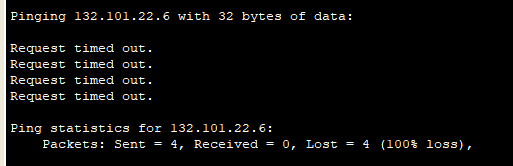 Pinging 132.101.22.6 with 32 bytes of data:
Request timed out.
Request timed out.
Request timed out.
Request timed out.
Ping statistics for 132.101.22.6:
Packets: Sent = 4, Received = 0, Lost = 4 (100% loss),